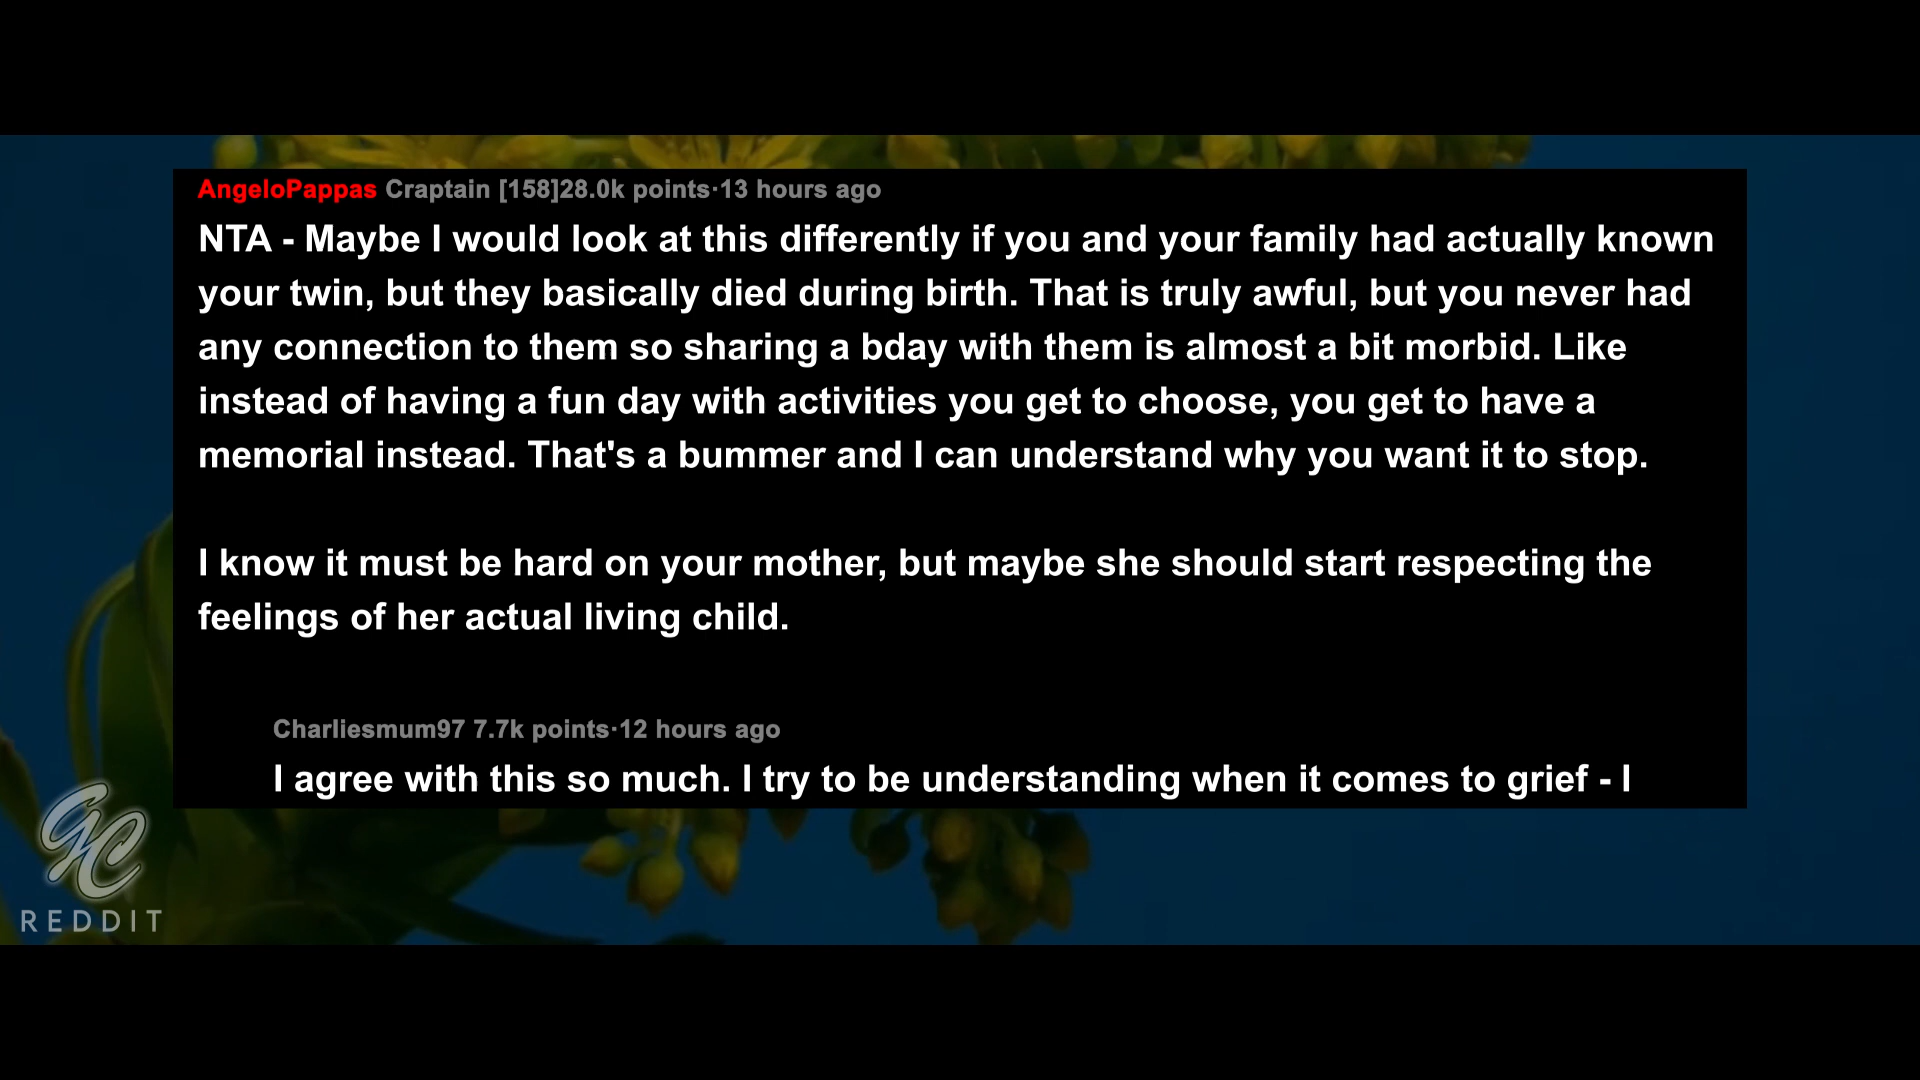 AngeloPappas Craptain [158]28.0k points·13 hours ago
NTA - Maybe I would look at this differently if you and your family had actually known
your twin, but they basically died during birth. That is truly awful, but you never had
any connection to them so sharing a bday with them is almost a bit morbid. Like
instead of having a fun day with activities you get to choose, you get to have a
memorial instead. That's a bummer and I can understand why you want it to stop.
I know it must be hard on your mother, but maybe she should start respecting the
feelings of her actual living child.
Charliesmum97 7.7k points·12 hours ago
I agree with this so much. I try to be understanding when it comes to grief - I
GC
REDDIT